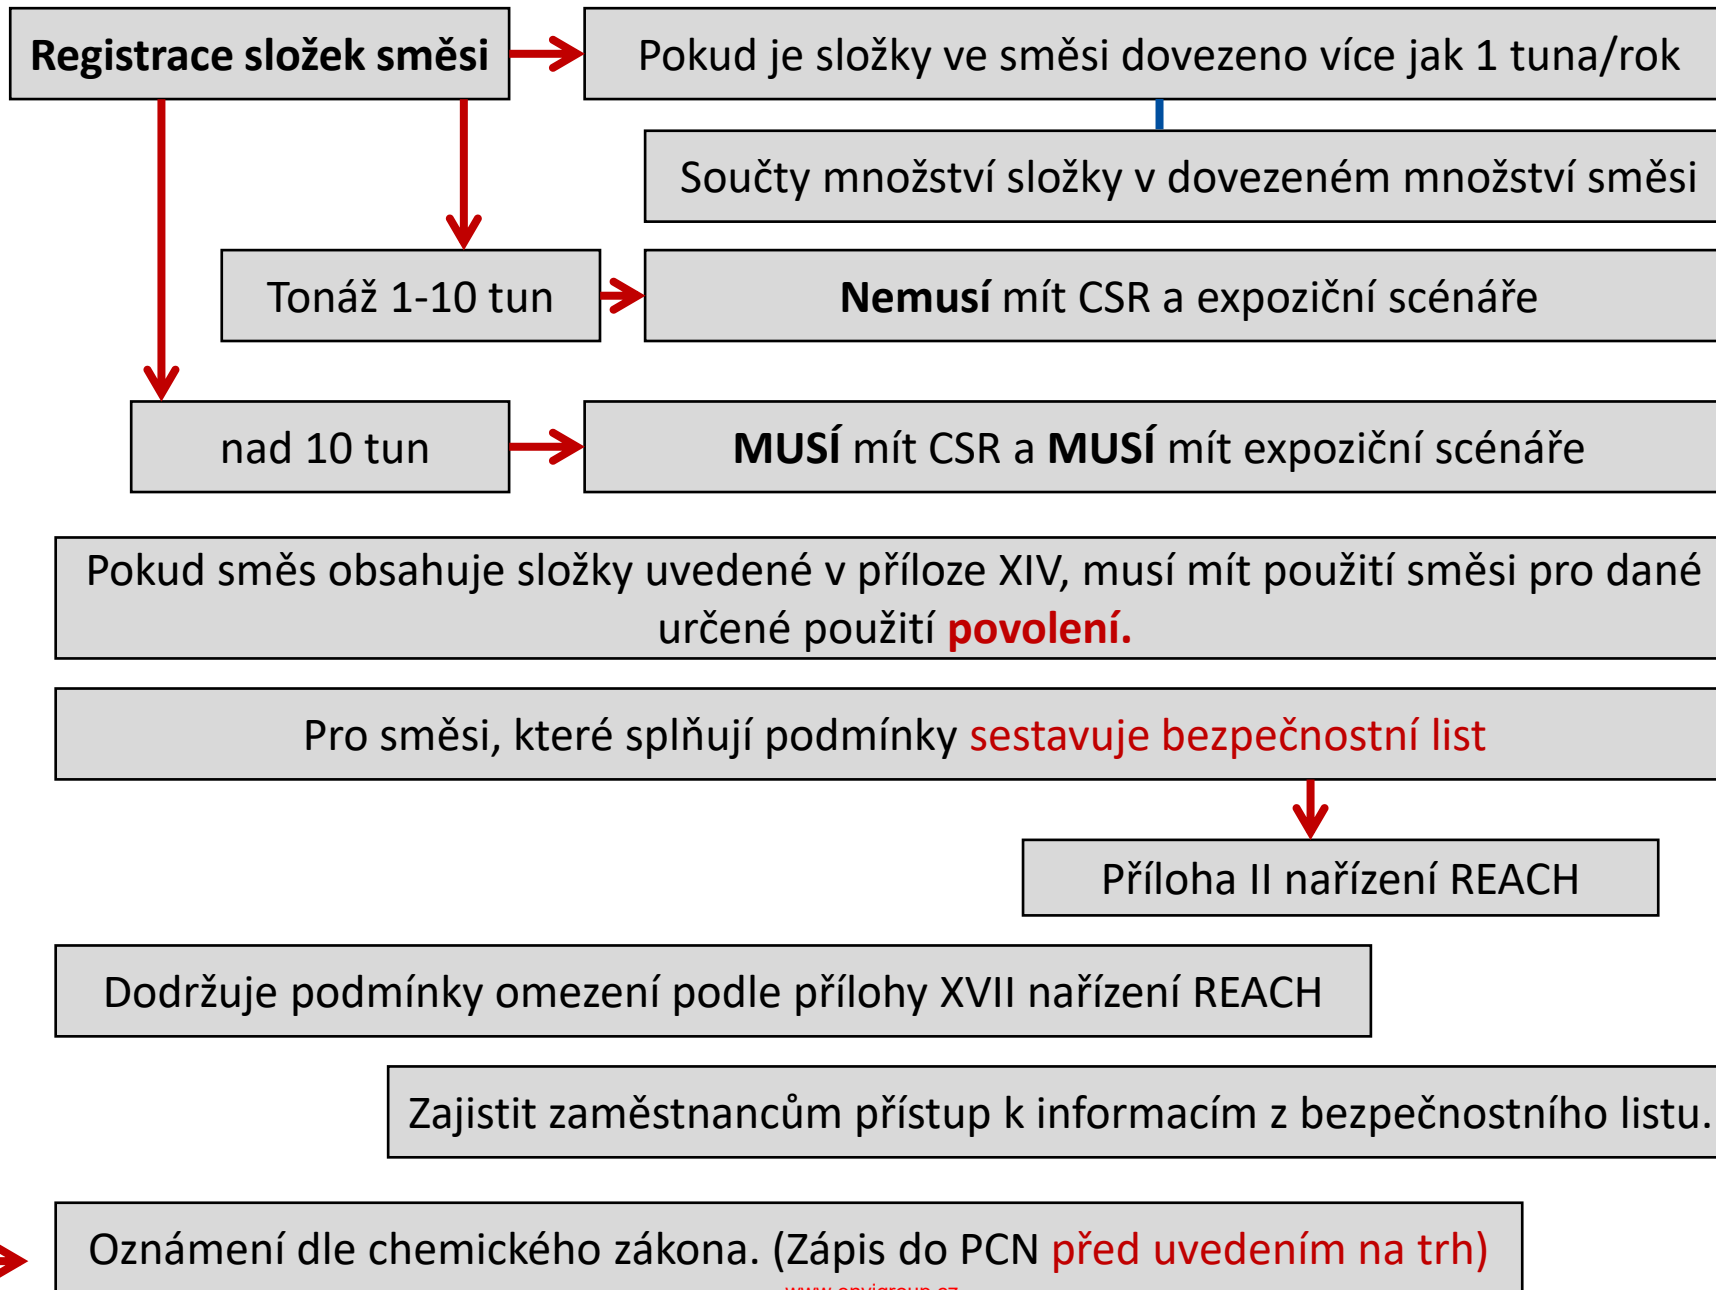 Registrace složek směsi
Pokud je složky ve směsi dovezeno více jak 1 tuna/rok
Součty množství složky v dovezeném množství směsi
Tonáž 1-10 tun
Nemusí mít CSR a expoziční scénáře
nad 10 tun
MUSÍ mít CSR a MUSÍ mít expoziční scénáře
Pokud směs obsahuje složky uvedené v příloze XIV, musí mít použití směsi pro dané
určené použití povolení.
Pro směsi, které splňují podmínky sestavuje bezpečnostní list
Příloha II nařízení REACH
Dodržuje podmínky omezení podle přílohy XVII nařízení REACH
Zajistit zaměstnancům přístup k informacím z bezpečnostního listu.
Oznámení dle chemického zákona. (Zápis do PCN před uvedením na trh)
www.envigroup.cz